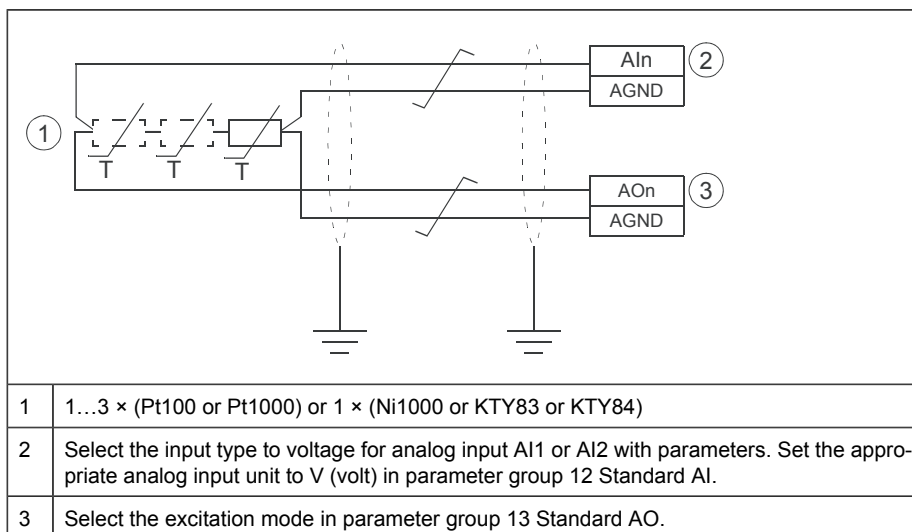 AIn
2
AGND
1
T
T
T
AOn
3
AGND
1 1…3 × (Pt100 or Pt1000) or 1 × (Ni1000 or KTY83 or KTY84)
2 Select the input type to voltage for analog input AI1 or AI2 with parameters. Set the appro-
priate analog input unit to V (volt) in parameter group 12 Standard AI.
3 Select the excitation mode in parameter group 13 Standard AO.